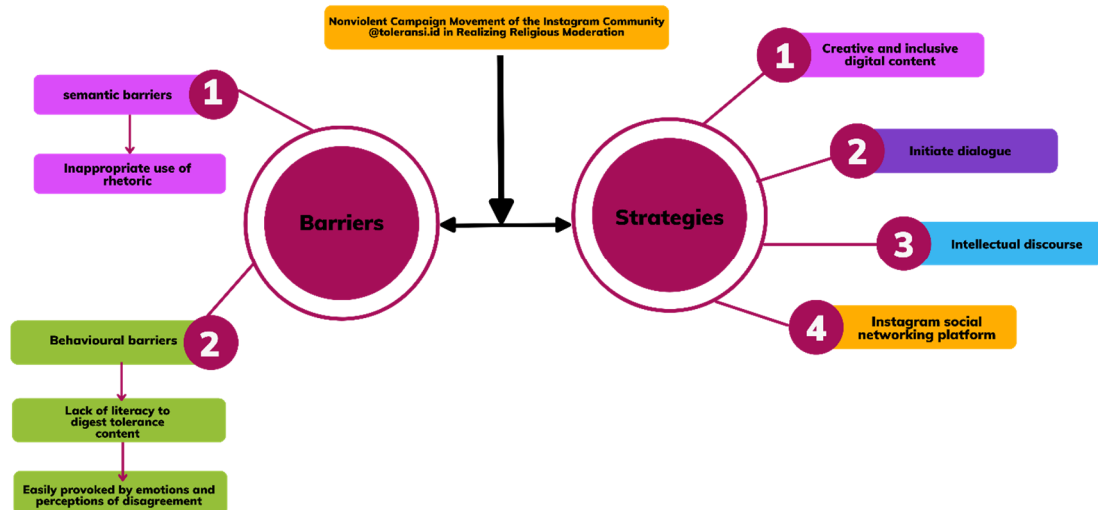 Nonviolent Campaign Movement of the Instagram Community
@toleransi.id in Realizing Religious Moderation
Barriers
1
semantic barriers
Inappropriate use of
rhetoric
2
Behavioural barriers
Lack of literacy to
digest tolerance
content
Easily provoked by emotions and
perceptions of disagreement
Strategies
1
Creative and inclusive
digital content
2
Initiate dialogue
3
Intellectual discourse
4
Instagram social
networking platform